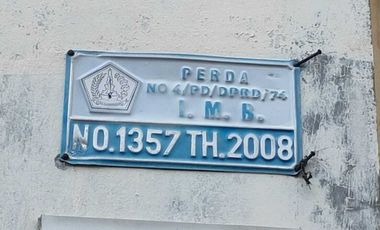 PERDA
NO 4/PD/DPRD/74
I. M. B.
NO.1357 TH.2008